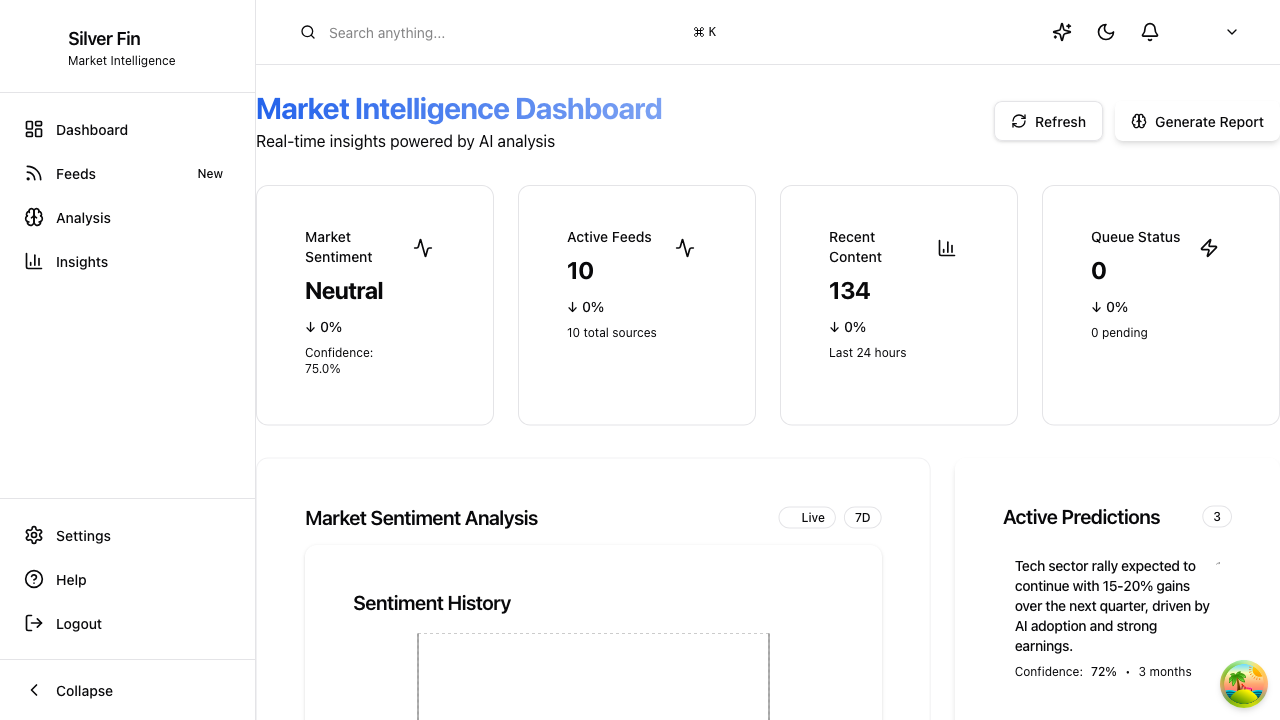 Silver Fin
Market Intelligence
Search anything...
⌘ K
Dashboard
Feeds
New
Analysis
Insights
Settings
Help
Logout
Collapse
Market Intelligence Dashboard
Real-time insights powered by AI analysis
Refresh
Generate Report
Market
Sentiment
Neutral
↓ 0%
Confidence:
75.0%
Active Feeds
10
↓ 0%
10 total sources
Recent
Content
134
↓ 0%
Last 24 hours
Queue Status
0
↓ 0%
0 pending
Market Sentiment Analysis
Live
7D
Sentiment History
Active Predictions
3
Tech sector rally expected to
continue with 15-20% gains
over the next quarter, driven by
AI adoption and strong
earnings.
Confidence: 72% • 3 months